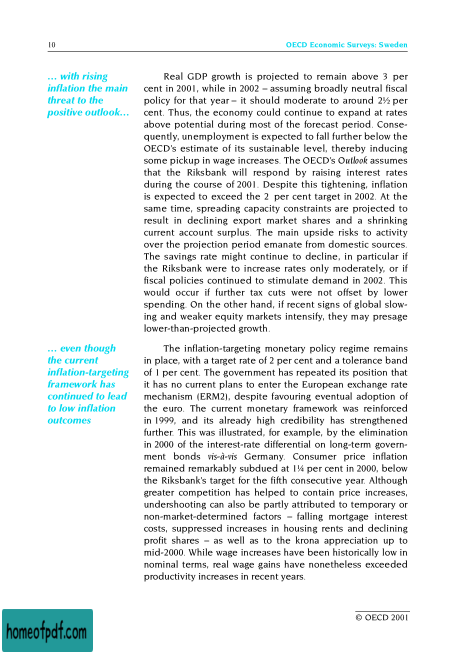 10
OECD Economic Surveys: Sweden
… with rising
inflation the main
threat to the
positive outlook…
Real GDP growth is projected to remain above 3 per
cent in 2001, while in 2002 – assuming broadly neutral fiscal
policy for that year – it should moderate to around 2½ per
cent. Thus, the economy could continue to expand at rates
above potential during most of the forecast period. Conse-
quently, unemployment is expected to fall further below the
OECD's estimate of its sustainable level, thereby inducing
some pickup in wage increases. The OECD's Outlook assumes
that the Riksbank will respond by raising interest rates
during the course of 2001. Despite this tightening, inflation
is expected to exceed the 2 per cent target in 2002. At the
same time, spreading capacity constraints are projected to
result in declining export market shares and a shrinking
current account surplus. The main upside risks to activity
over the projection period emanate from domestic sources.
The savings rate might continue to decline, in particular if
the Riksbank were to increase rates only moderately, or if
fiscal policies continued to stimulate demand in 2002. This
would occur if further tax cuts were not offset by lower
spending. On the other hand, if recent signs of global slow-
ing and weaker equity markets intensify, they may presage
lower-than-projected growth.
… even though
the current
inflation-targeting
framework has
continued to lead
to low inflation
outcomes
The inflation-targeting monetary policy regime remains
in place, with a target rate of 2 per cent and a tolerance band
of 1 per cent. The government has repeated its position that
it has no current plans to enter the European exchange rate
mechanism (ERM2), despite favouring eventual adoption of
the euro. The current monetary framework was reinforced
in 1999, and its already high credibility has strengthened
further. This was illustrated, for example, by the elimination
in 2000 of the interest-rate differential on long-term govern-
ment bonds vis-à-vis Germany. Consumer price inflation
remained remarkably subdued at 1¼ per cent in 2000, below
the Riksbank's target for the fifth consecutive year. Although
greater competition has helped to contain price increases,
undershooting can also be partly attributed to temporary or
non-market-determined factors – falling mortgage interest
costs, suppressed increases in housing rents and declining
profit shares – as well as to the krona appreciation up to
mid-2000. While wage increases have been historically low in
nominal terms, real wage gains have nonetheless exceeded
productivity increases in recent years.
© OECD 2001
homeofpdf.com